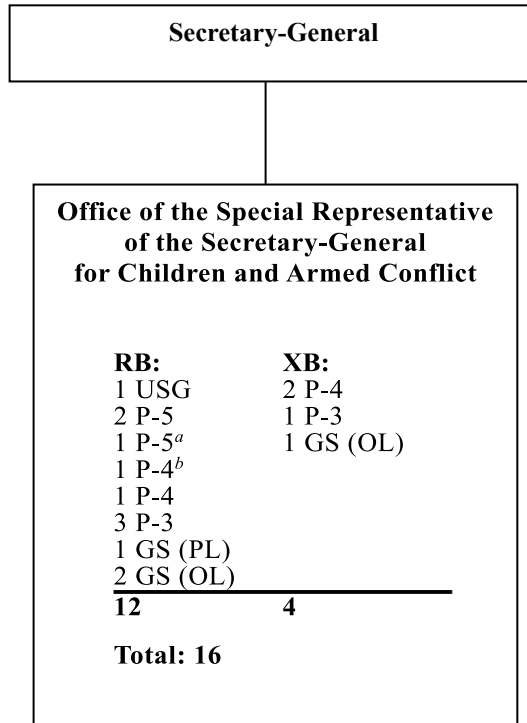 Secretary-General
Office of the Special Representative
of the Secretary-General
for Children and Armed Conflict
RB: XB:
1 USG 2 P-4
2 P-5 1 P-3
1 P-5a 1 GS (OL)
1 P-4b
1 P-4
3 P-3
1 GS (PL)
2 GS (OL)
12 4
Total: 16